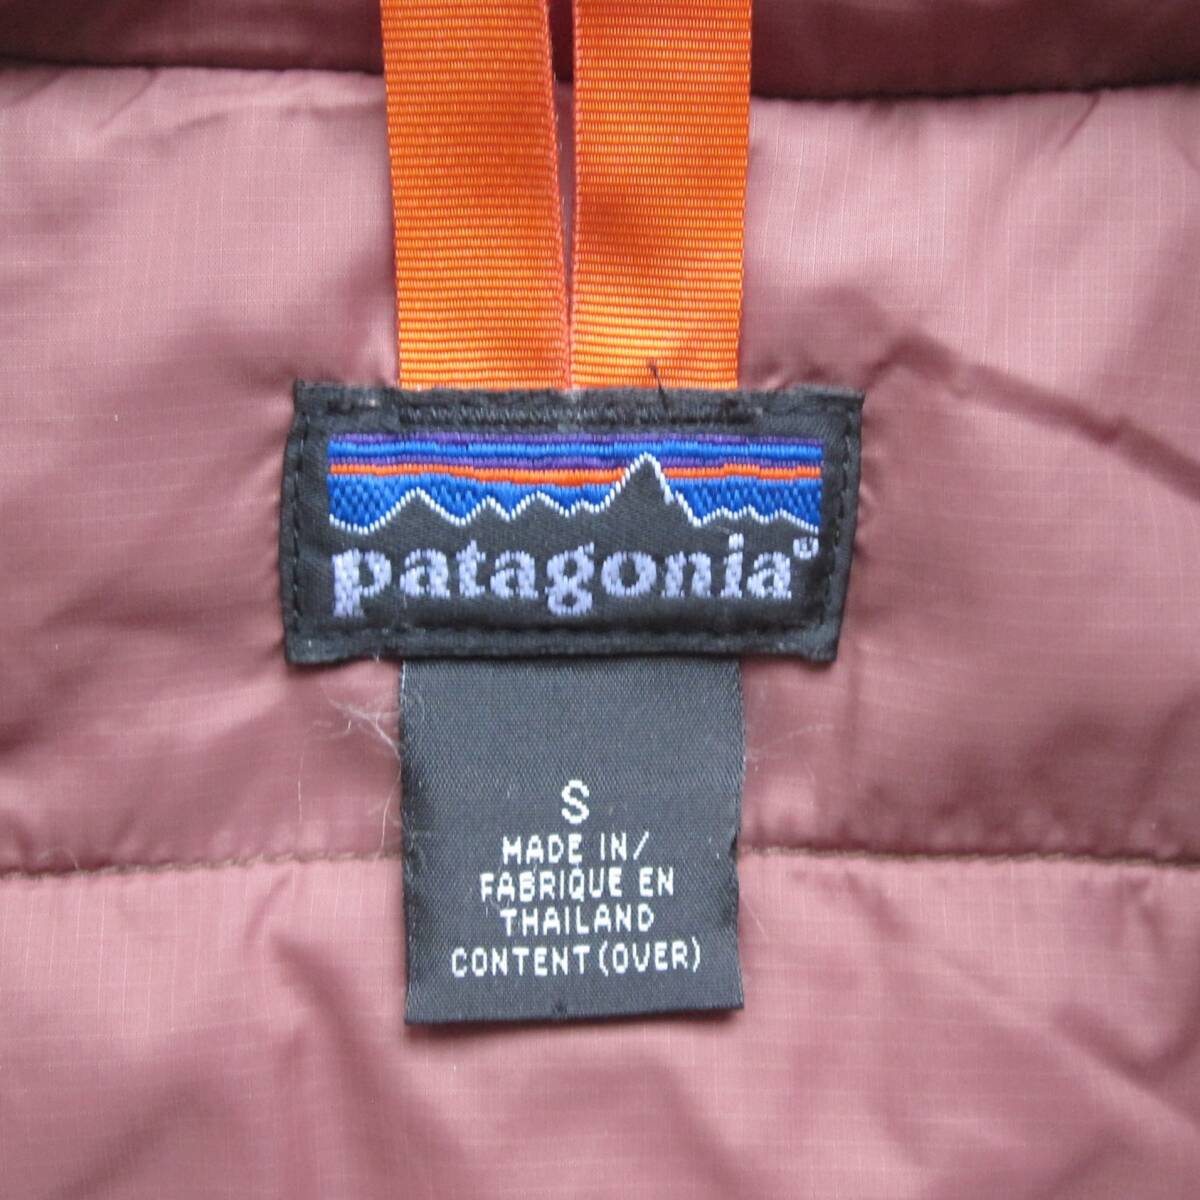 patagonia®
S
MADE IN/
FABRIQUE EN
THAILAND
CONTENT (OVER)